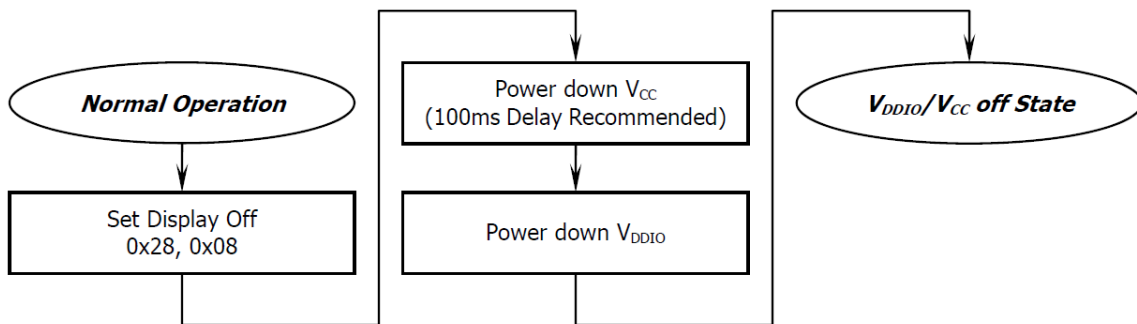 Normal Operation
Set Display Off
0x28, 0x08
Power down VCC
(100ms Delay Recommended)
Power down VDDIO
VDDIO/VCC off State